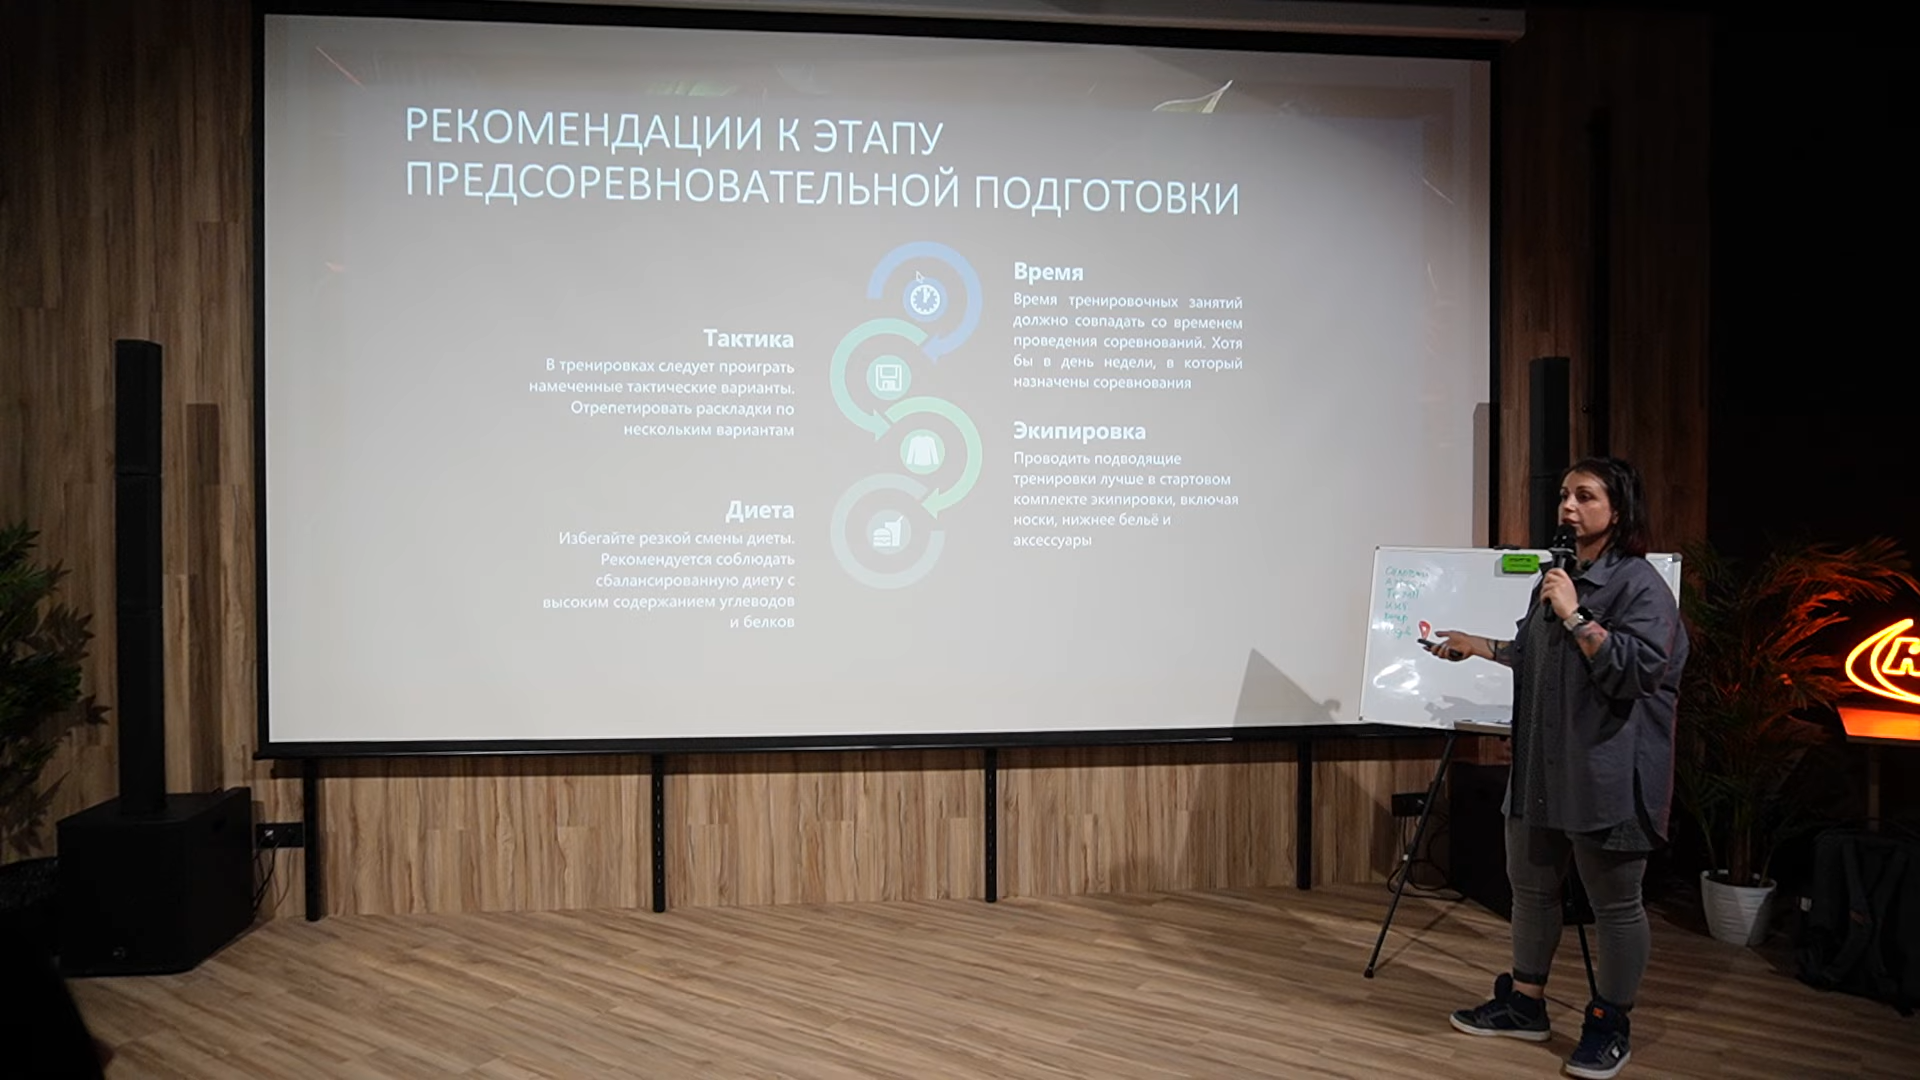 РЕКОМЕНДАЦИИ К ЭТАПУ
ПРЕДСОРЕВНОВАТЕЛЬНОЙ ПОДГОТОВКИ
Время
Время тренировочных занятий
должно совпадать со временем
проведения соревнований. Хотя
бы в день недели, в который
назначены соревнования
Тактика
В тренировках следует проиграть
намеченные тактические варианты.
Отрепетировать раскладки по
нескольким вариантам
Экипировка
Проводить подводящие
тренировки лучше в стартовом
комплекте экипировки, включая
носки, нижнее бельё и
аксессуары
Диета
Избегайте резкой смены диеты.
Рекомендуется соблюдать
сбалансированную диету с
высоким содержанием углеводов
и белков